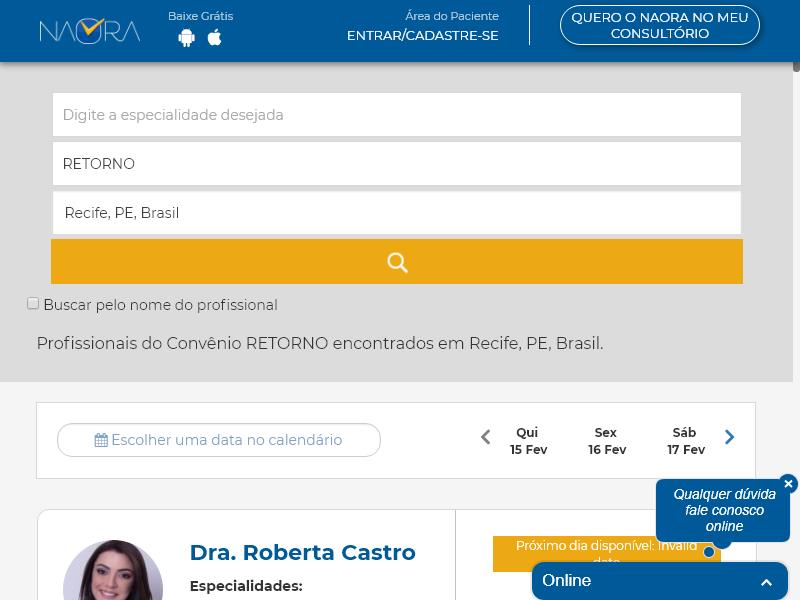 NAORA
Baixe Grátis
Área do Paciente
ENTRAR/CADASTRE-SE
QUERO O NAORA NO MEU
CONSULTÓRIO
Digite a especialidade desejada
RETORNO
Recife, PE, Brasil
Buscar pelo nome do profissional
Profissionais do Convênio RETORNO encontrados em Recife, PE, Brasil.
Escolher uma data no calendário
Qui
15 Fev
Sex
16 Fev
Sáb
17 Fev
Qualquer dúvida
fale conosco
online
Dra. Roberta Castro
Especialidades:
Próximo dia disponível: Invalid
date
Online